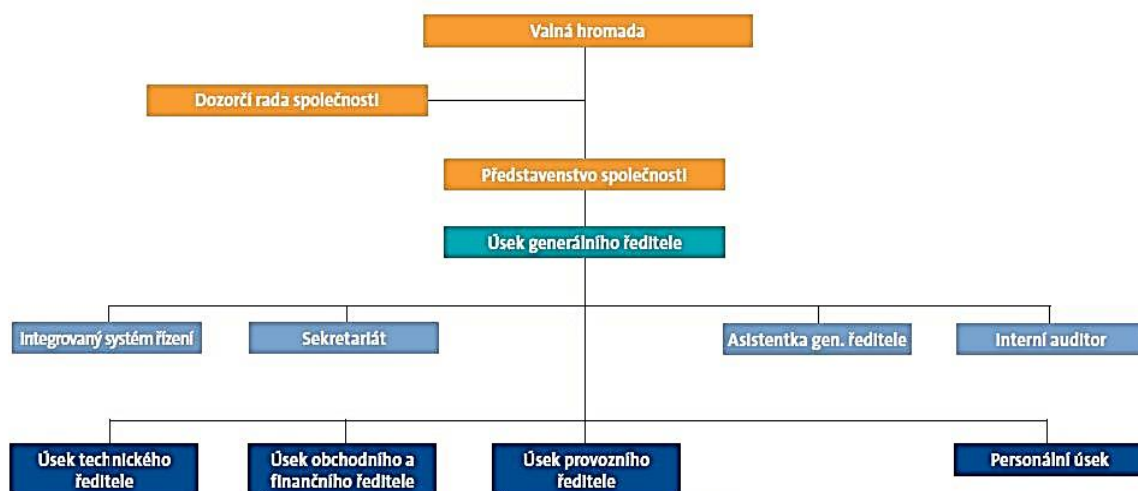 Valná hromada
Dozorčí rada společnosti
Představenstvo společnosti
Úsek generálního ředitele
Integrovaný systém řízení
Sekretariát
Asistentka gen. ředitele
Interní auditor
Úsek technického
ředitele
Úsek obchodního a
finančního ředitele
Úsek provozního
ředitele
Personální úsek